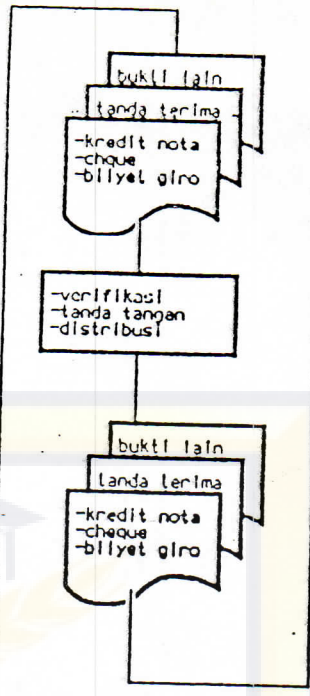 bukti lain
tanda terima
-kredit nota
-chque
-bilyet giro
-verifikasi
-tanda tangan
-distribusi
bukti lain
tanda terima
-kredit nota
-cheque
-bilyet giro